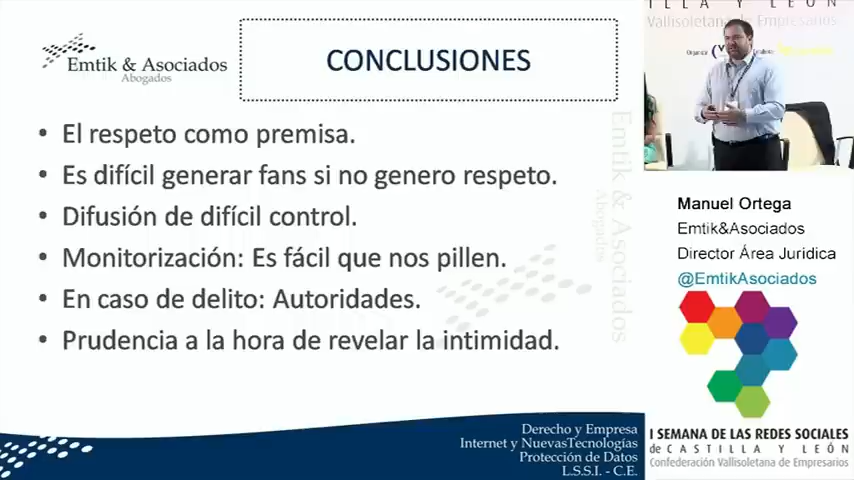 Emtik & Asociados
Abogados
CONCLUSIONES
• El respeto como premisa.
• Es difícil generar fans si no genero respeto.
• Difusión de difícil control.
• Monitorización: Es fácil que nos pillen.
• En caso de delito: Autoridades.
• Prudencia a la hora de revelar la intimidad.
Emtik & Asociados
Abogados
Derecho y Empresa
Internet y NuevasTecnologías
Protección de Datos
L.S.S.I. - C.E.
CASTILLA Y LEÓN
Vallisoletana de Empresarios
Manuel Ortega
Emtik&Asociados
Director Área Jurídica
@EmtikAsociados
I SEMANA DE LAS REDES SOCIALES
de CASTILLA Y LEÓN
Confederación Vallisoletana de Empresarios